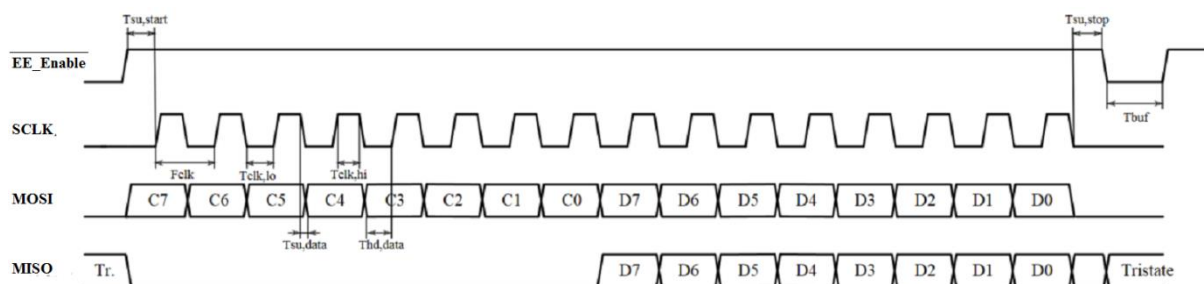 Tsu,start Tsu,stop
EE_Enable
Tbuf
SCLK.
Fclk Tclk,lo Tclk,hi
MOSI C7 C6 C5 C4 C3 C2 C1 C0 D7 D6 D5 D4 D3 D2 D1 D0
Tsu,data Thd,data
MISO Tr. D7 D6 D5 D4 D3 D2 D1 D0 Tristate